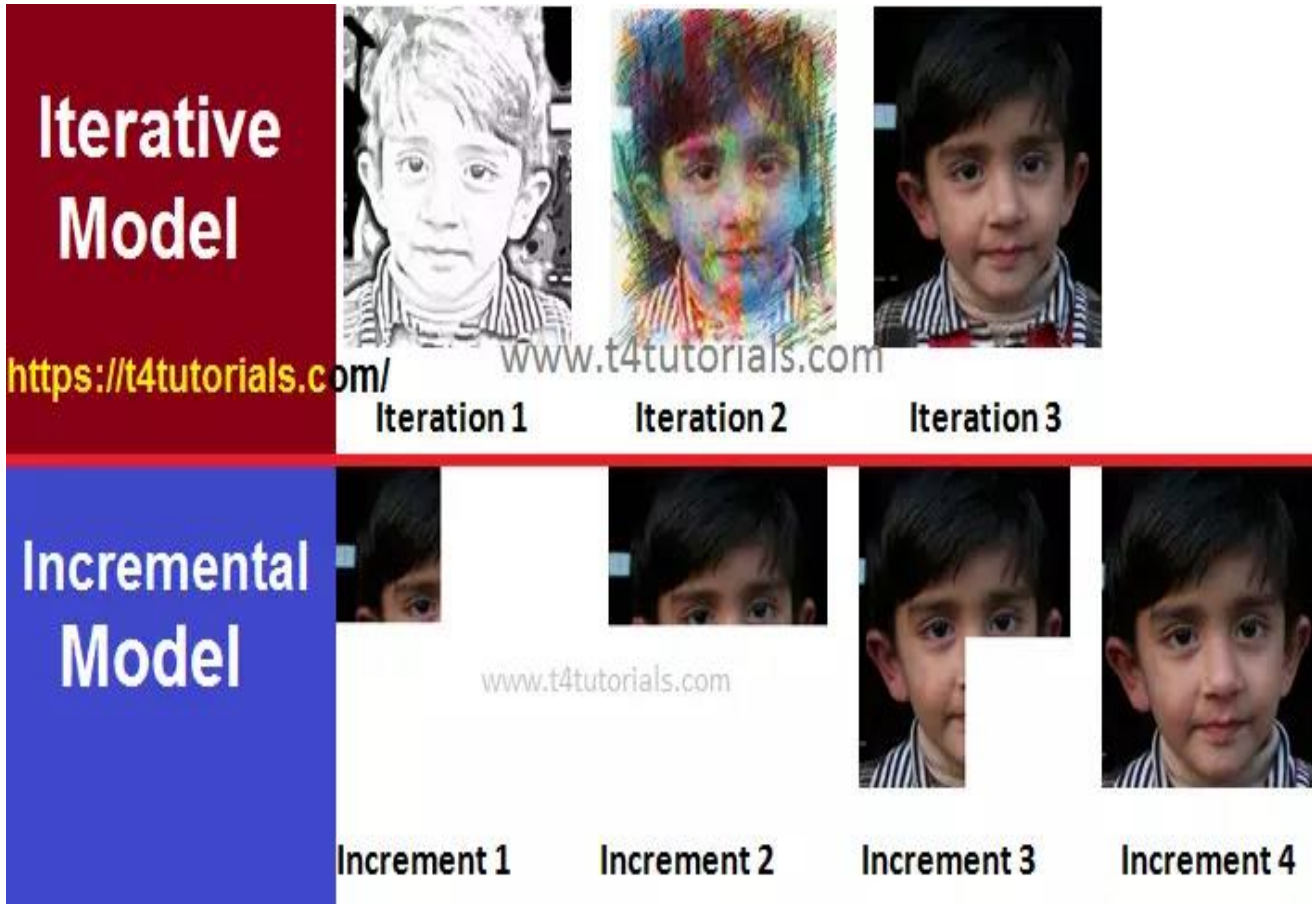 Iterative
Model
https://t4tutorials.com/
www.t4tutorials.com
Iteration 1
Iteration 2
Iteration 3
Incremental
Model
www.t4tutorials.com
Increment 1
Increment 2
Increment 3
Increment 4